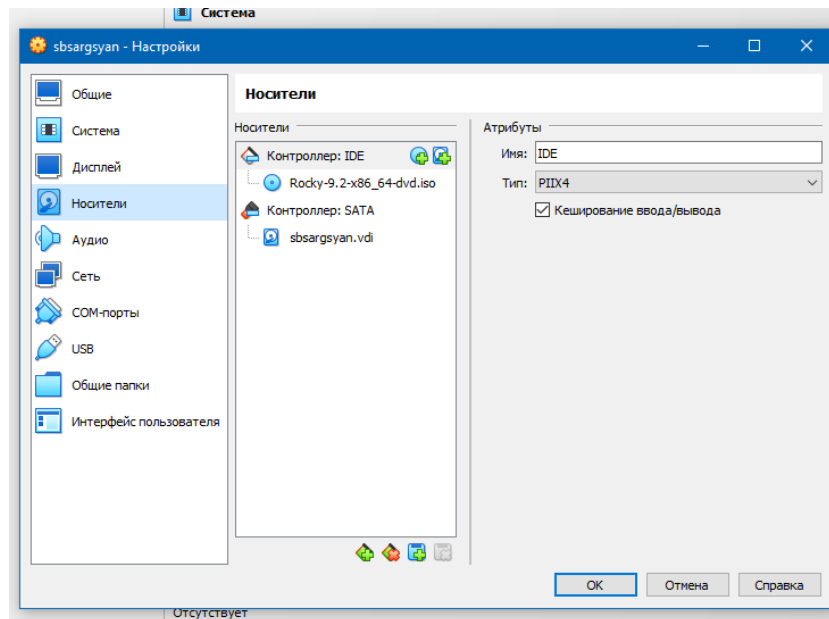 Система
sbsargsyan - Настройки
Общие
Система
Дисплей
Носители
Аудио
Сеть
COM-порты
USB
Общие папки
Интерфейс пользователя
Носители
Носители
Контроллер: IDE
Rocky-9.2-x86_64-dvd.iso
Контроллер: SATA
sbsargsyan.vdi
Атрибуты
Имя: IDE
Тип: PIIX4
Кеширование ввода/вывода
OK Отмена Справка
Отсутствует